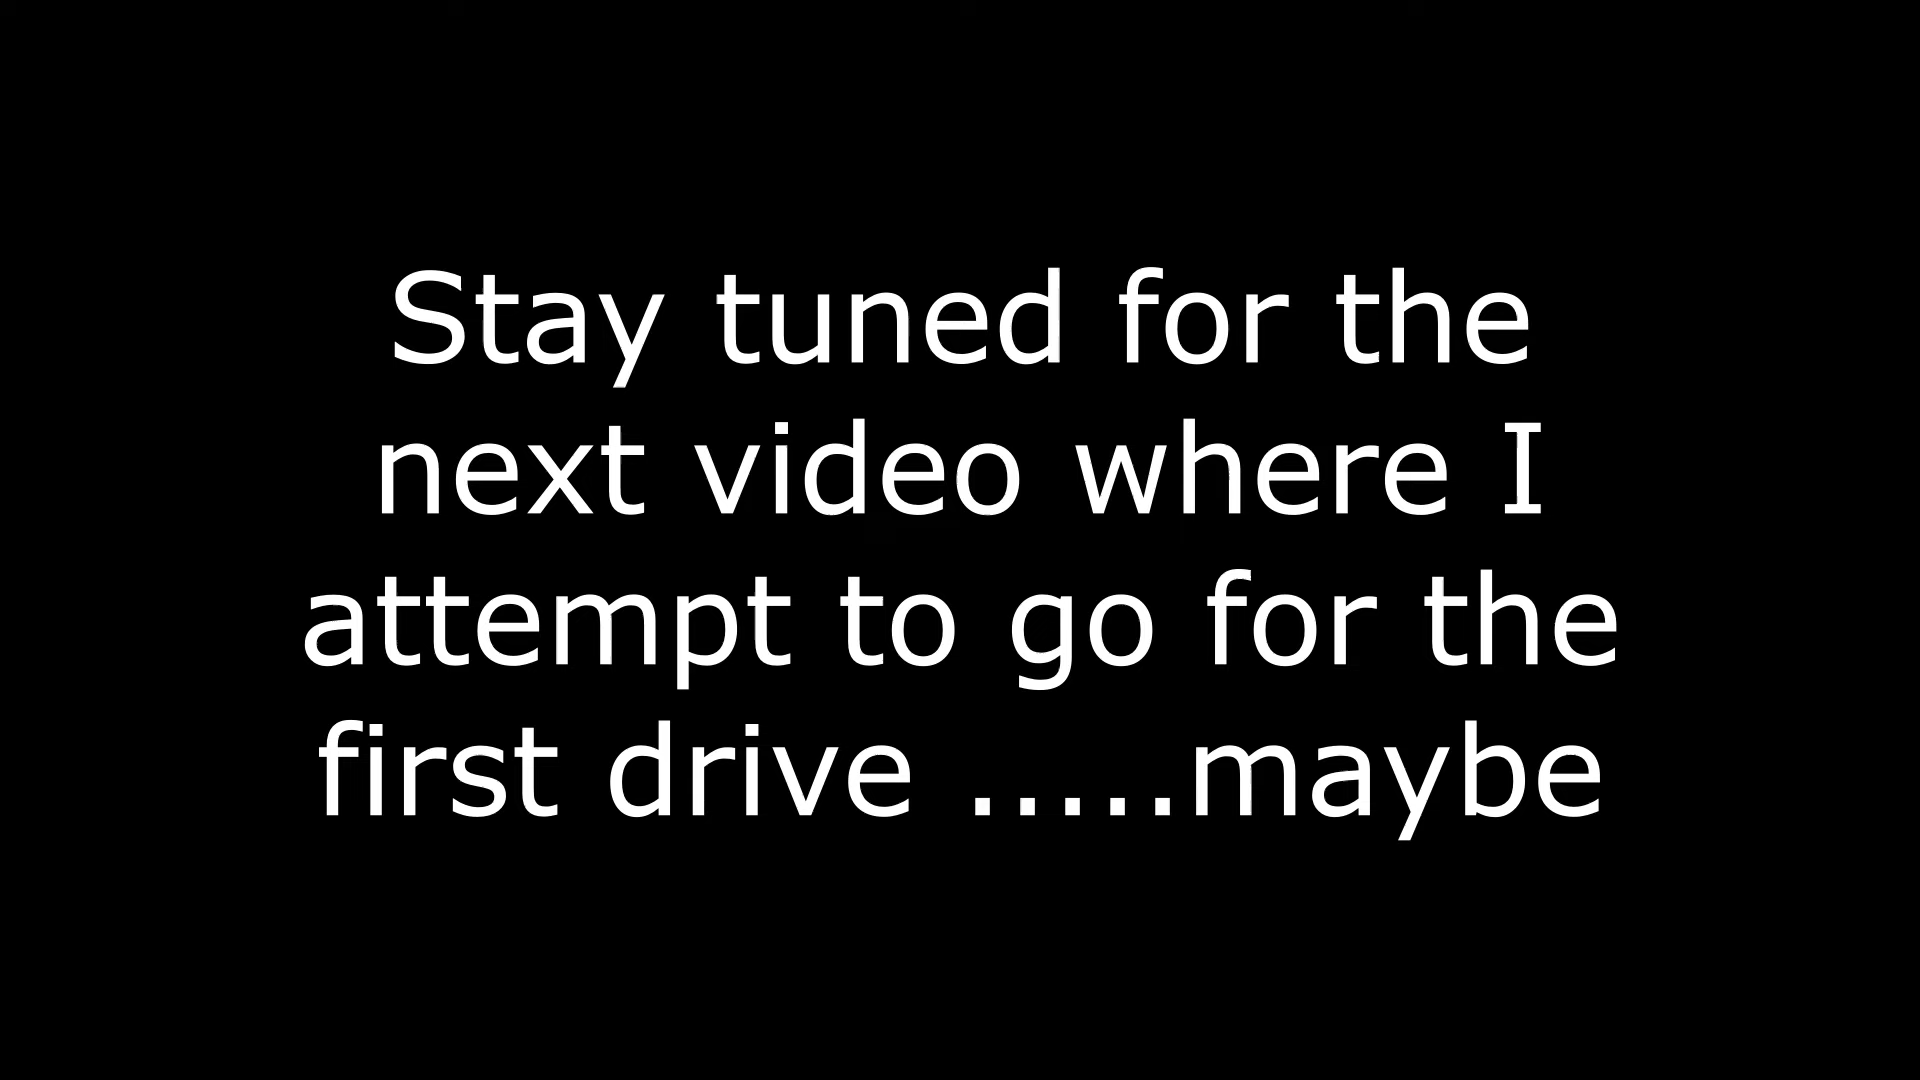 Stay tuned for the
next video where I
attempt to go for the
first drive .....maybe